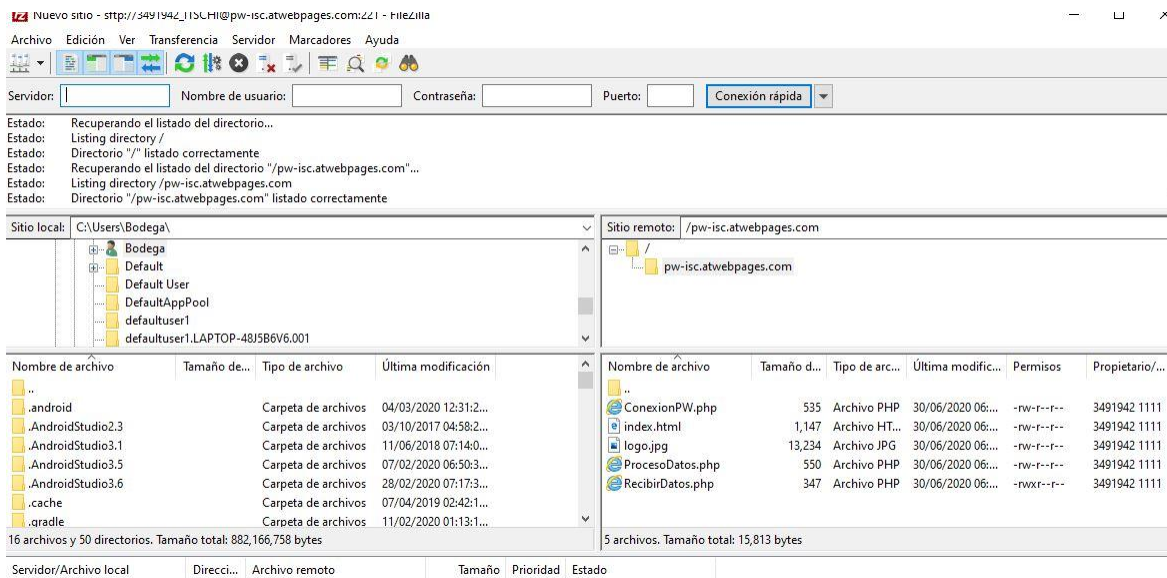 Nuevo sitio - sftp://3491942_ITSCHI@pw-isc.atwebpages.com:221 - FileZilla
Archivo Edición Ver Transferencia Servidor Marcadores Ayuda
Servidor: Nombre de usuario: Contraseña: Puerto: Conexión rápida
Estado: Recuperando el listado del directorio...
Estado: Listing directory /
Estado: Directorio "/" listado correctamente
Estado: Recuperando el listado del directorio "/pw-isc.atwebpages.com"...
Estado: Listing directory /pw-isc.atwebpages.com
Estado: Directorio "/pw-isc.atwebpages.com" listado correctamente
Sitio local: C:\Users\Bodega\
Bodega
Default
Default User
DefaultAppPool
defaultuser1
defaultuser1.LAPTOP-48J5B6V6.001
Sitio remoto: /pw-isc.atwebpages.com
/
pw-isc.atwebpages.com
Nombre de archivo Tamaño de... Tipo de archivo Última modificación
..
.android Carpeta de archivos 04/03/2020 12:31:2...
.AndroidStudio2.3 Carpeta de archivos 03/10/2017 04:58:2...
.AndroidStudio3.1 Carpeta de archivos 11/06/2018 07:14:0...
.AndroidStudio3.5 Carpeta de archivos 07/02/2020 06:50:3...
.AndroidStudio3.6 Carpeta de archivos 28/02/2020 07:17:3...
.cache Carpeta de archivos 07/04/2019 02:42:1...
.gradle Carpeta de archivos 11/02/2020 01:13:1...
16 archivos y 50 directorios. Tamaño total: 882,166,758 bytes
Nombre de archivo Tamaño d... Tipo de arc... Última modific... Permisos Propietario/...
..
ConexionPW.php 535 Archivo PHP 30/06/2020 06:... -rw-r--r-- 3491942 1111
index.html 1,147 Archivo HT... 30/06/2020 06:... -rw-r--r-- 3491942 1111
logo.jpg 13,234 Archivo JPG 30/06/2020 06:... -rw-r--r-- 3491942 1111
ProcesoDatos.php 550 Archivo PHP 30/06/2020 06:... -rw-r--r-- 3491942 1111
RecibirDatos.php 347 Archivo PHP 30/06/2020 06:... -rwxr--r-- 3491942 1111
5 archivos. Tamaño total: 15,813 bytes
Servidor/Archivo local Direcci... Archivo remoto Tamaño Prioridad Estado